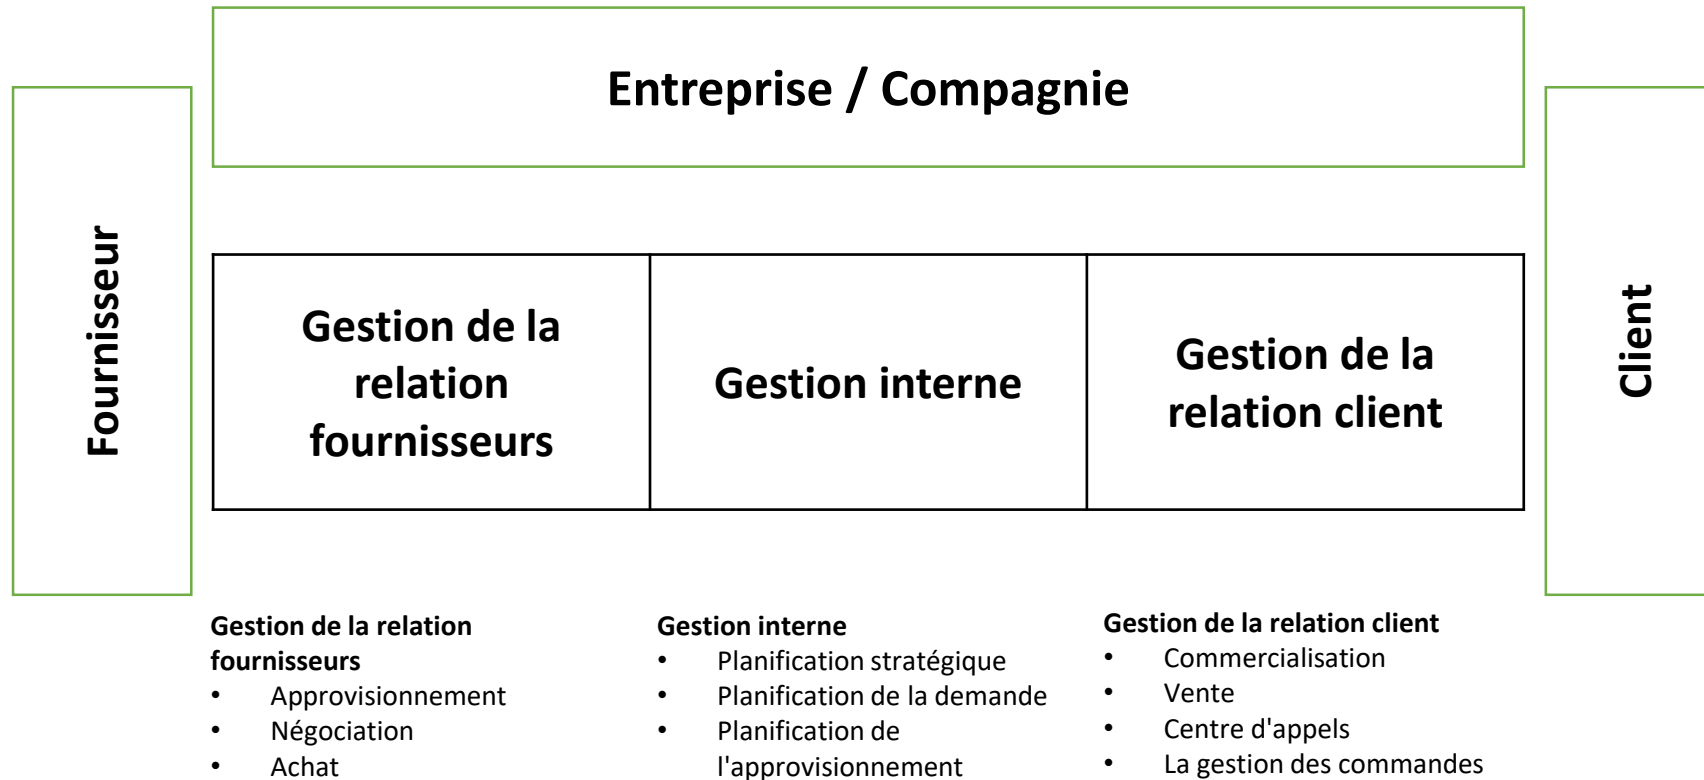 Entreprise / Compagnie
Fournisseur
Gestion de la
relation
fournisseurs
Gestion interne
Gestion de la
relation client
Client
Gestion de la relation
fournisseurs
• Approvisionnement
• Négociation
• Achat
Gestion interne
• Planification stratégique
• Planification de la demande
• Planification de
l'approvisionnement
Gestion de la relation client
• Commercialisation
• Vente
• Centre d'appels
• La gestion des commandes